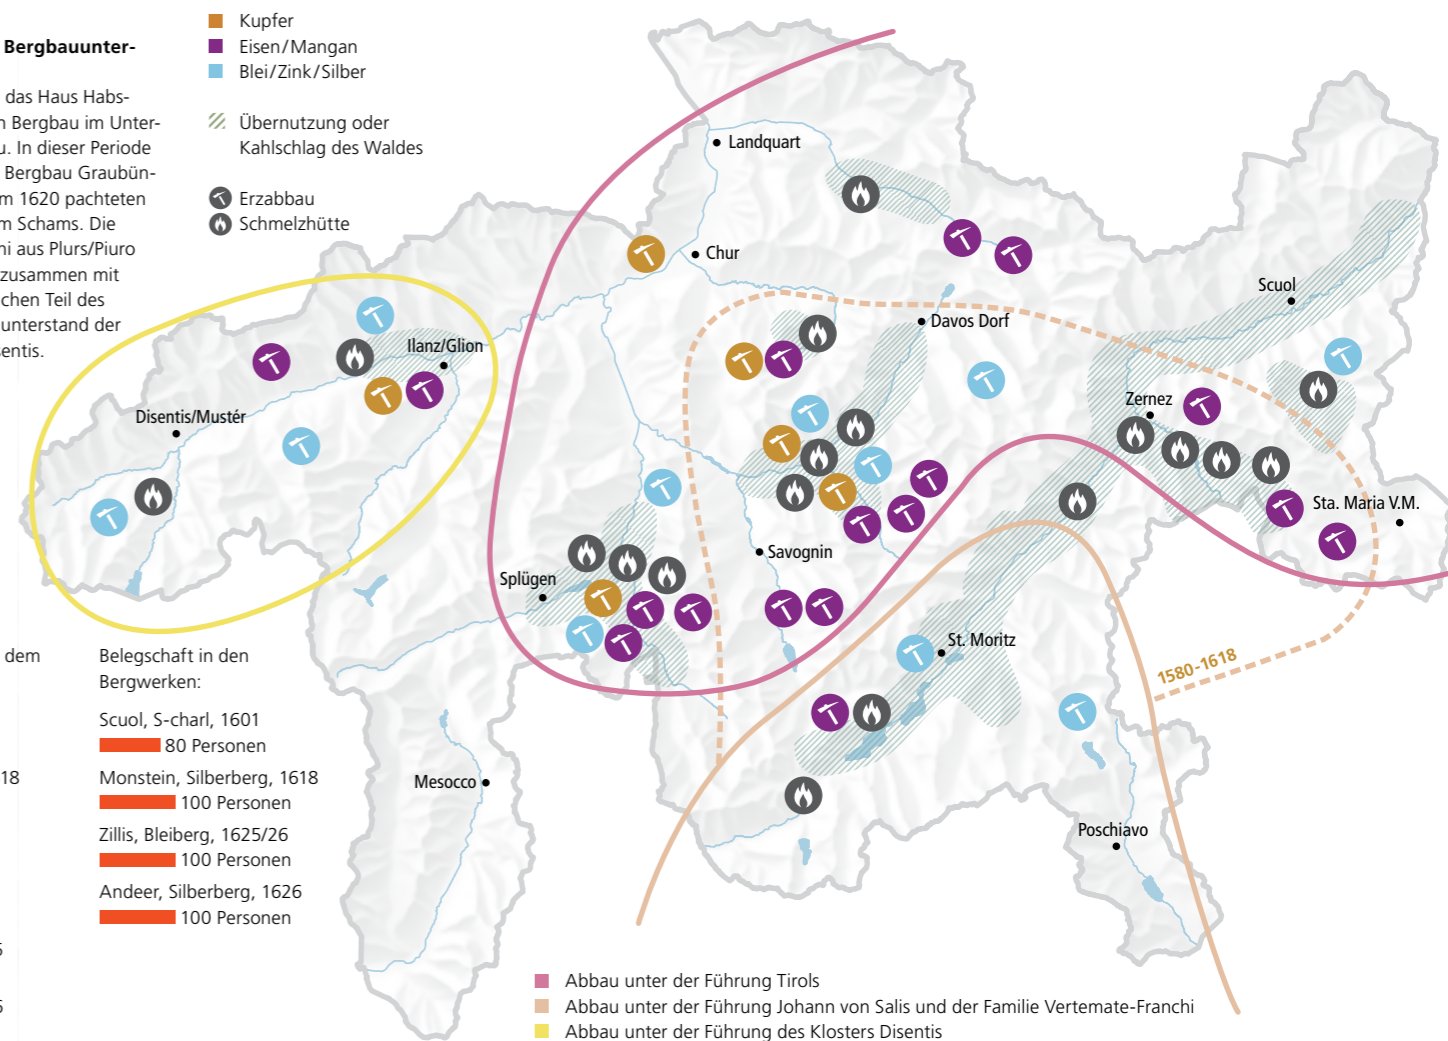 Bergbauunter-
das Haus Habs-
n Bergbau im Unter-
u. In dieser Periode
Bergbau Graubün-
m 1620 pachteten
m Schams. Die
ni aus Plurs/Piuro
zusammen mit
ichen Teil des
unterstand der
sentis.
Kupfer
Eisen/Mangan
Blei/Zink/Silber
Übernutzung oder
Kahlschlag des Waldes
Erzabbau
Schmelzhütte
Landquart
Chur
Scuol
Davos Dorf
Ilanz/Glion
Disentis/Mustér
Zernez
Sta. Maria V.M.
Savognin
Splügen
St. Moritz
1580-1618
Mesocco
Poschiavo
dem
18
5
5
Belegschaft in den
Bergwerken:
Scuol, S-charl, 1601
80 Personen
Monstein, Silberberg, 1618
100 Personen
Zillis, Bleiberg, 1625/26
100 Personen
Andeer, Silberberg, 1626
100 Personen
Abbau unter der Führung Tirols
Abbau unter der Führung Johann von Salis und der Familie Vertemate-Franchi
Abbau unter der Führung des Klosters Disentis